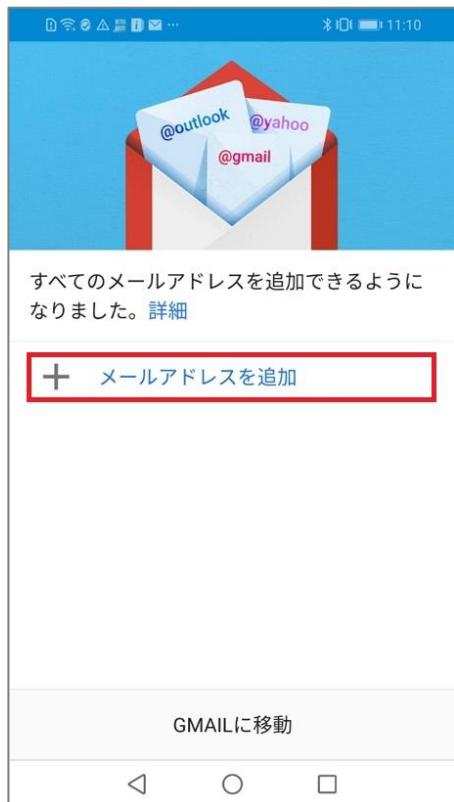 11:10
@outlook
@yahoo
@gmail
すべてのメールアドレスを追加できるように
なりました。詳細
メールアドレスを追加
GMAILに移動